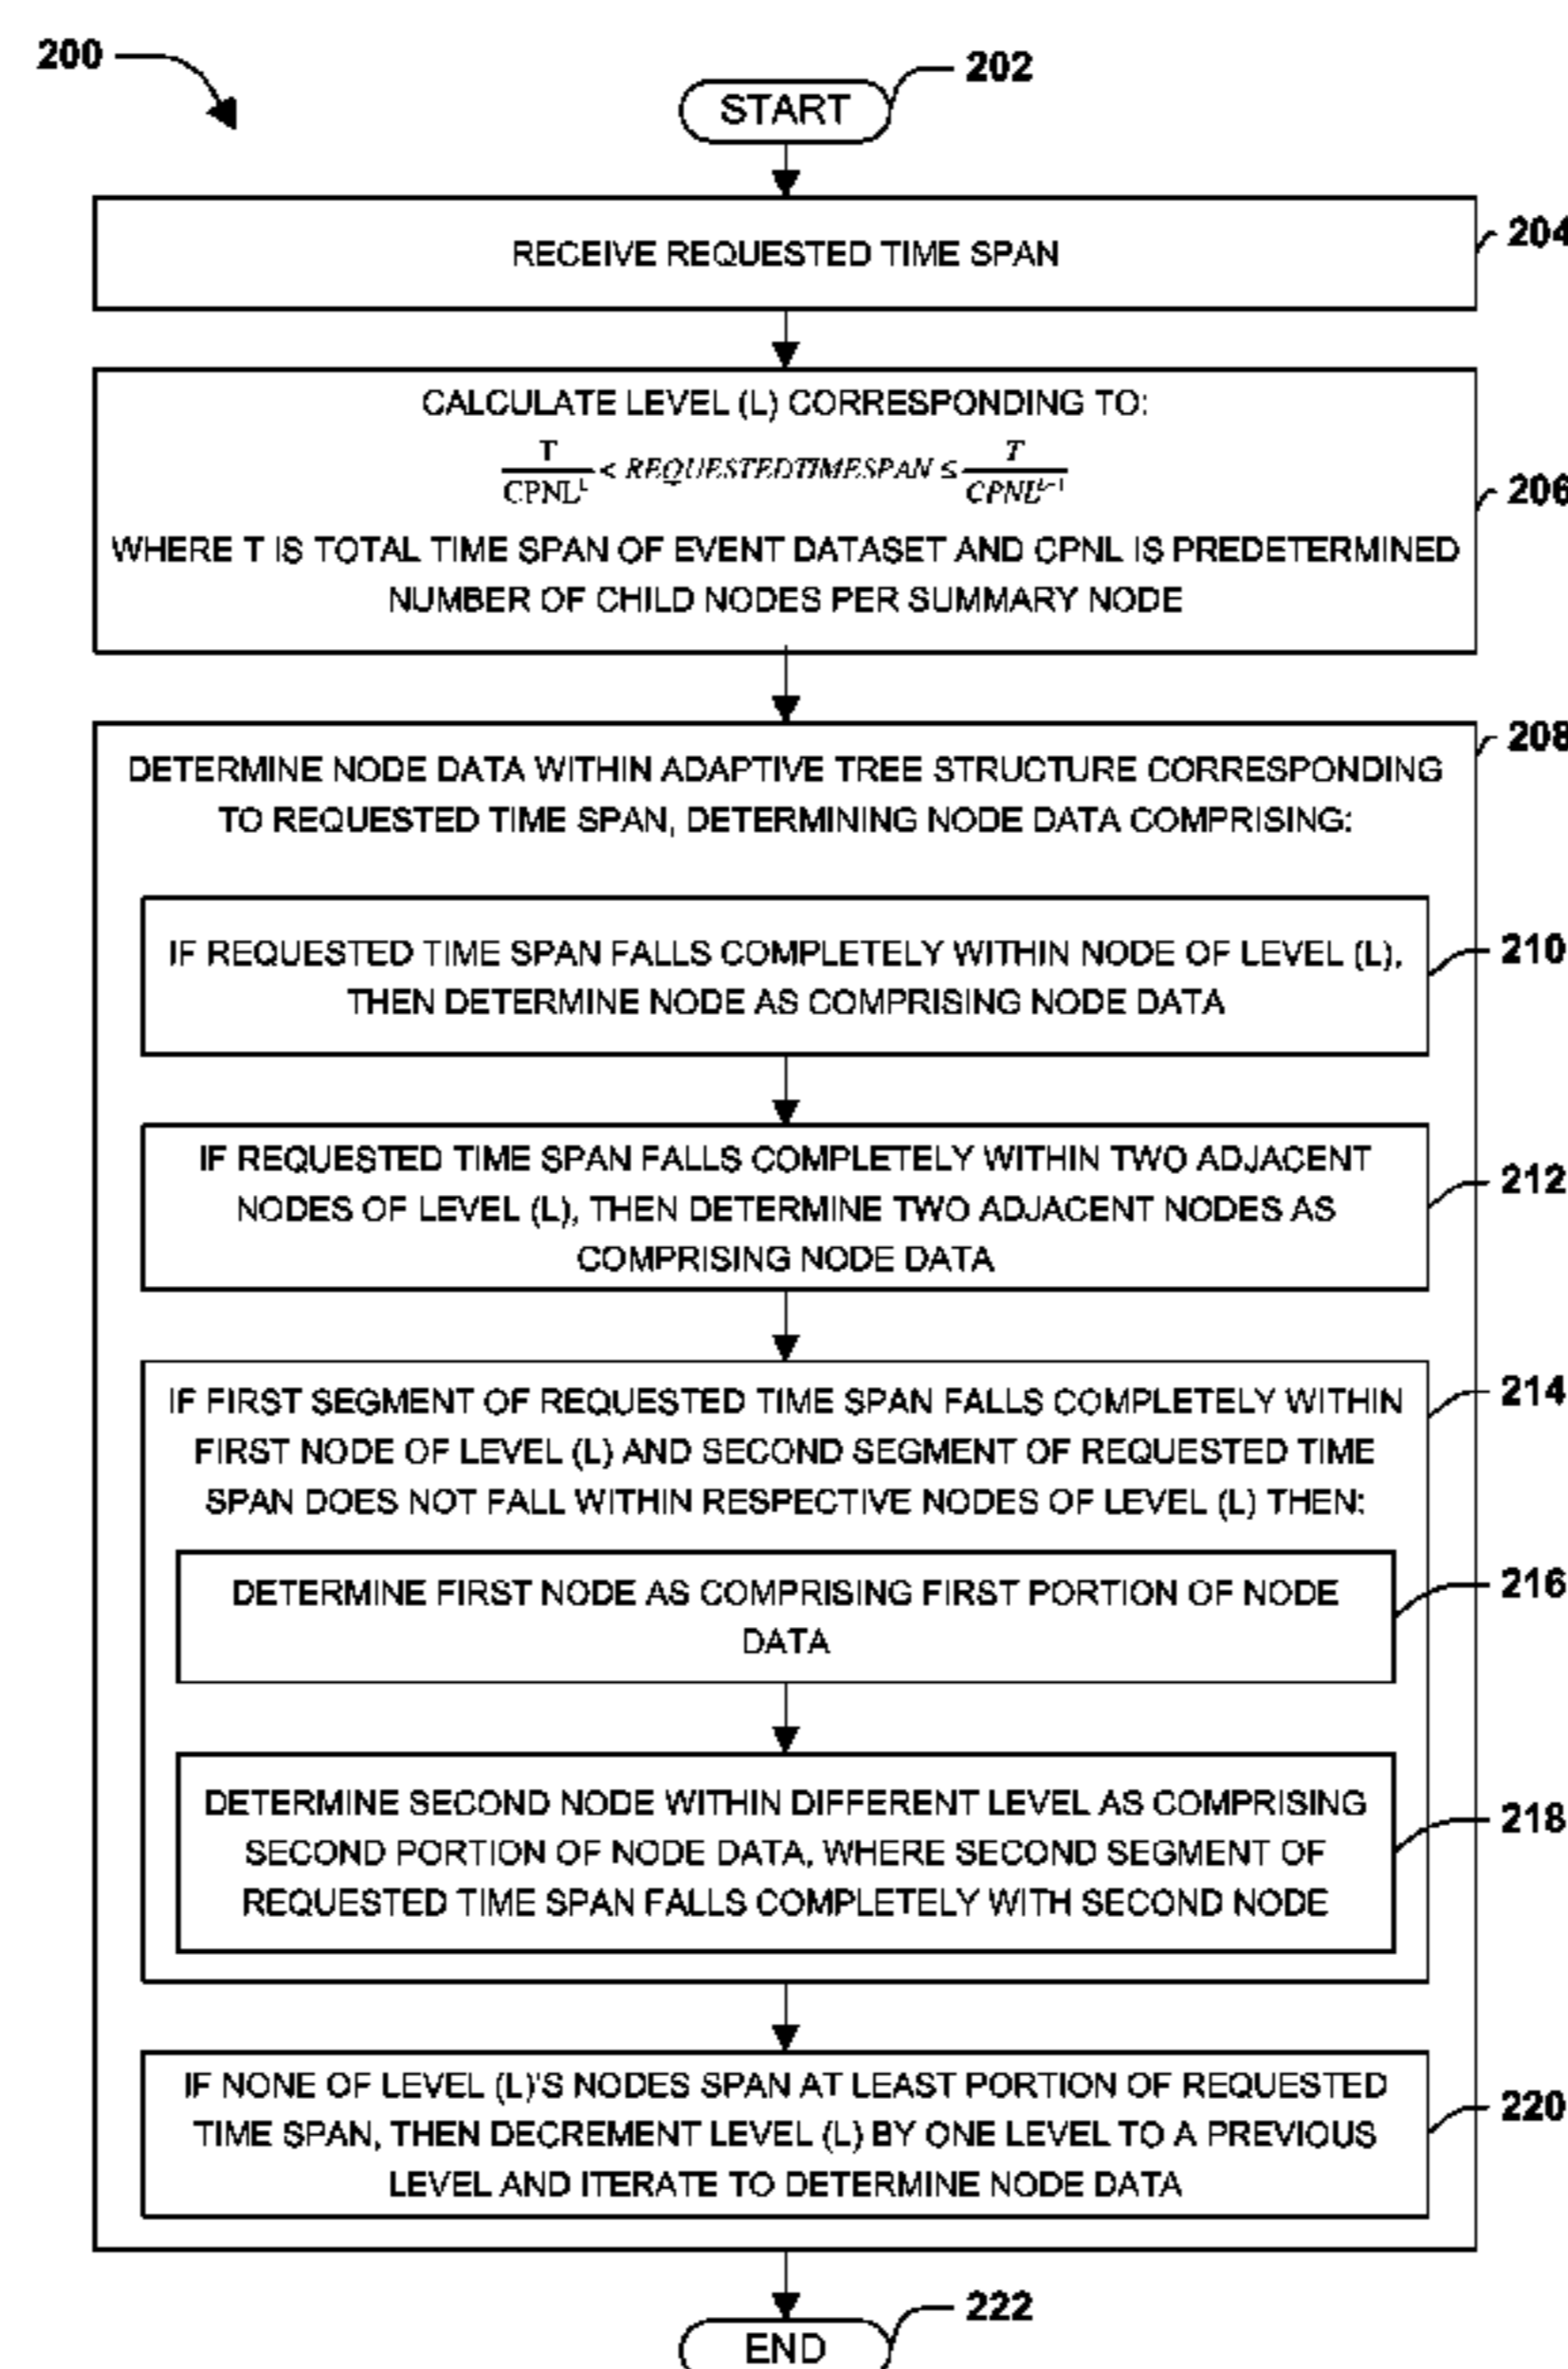 200
START
202
RECEIVE REQUESTED TIME SPAN
204
CALCULATE LEVEL (L) CORRESPONDING TO:
T/CPNL^L < REQUESTEDTIMESPAN ≤ T/CPNL^L-1
WHERE T IS TOTAL TIME SPAN OF EVENT DATASET AND CPNL IS PREDETERMINED
NUMBER OF CHILD NODES PER SUMMARY NODE
206
DETERMINE NODE DATA WITHIN ADAPTIVE TREE STRUCTURE CORRESPONDING
TO REQUESTED TIME SPAN, DETERMINING NODE DATA COMPRISING:
208
IF REQUESTED TIME SPAN FALLS COMPLETELY WITHIN NODE OF LEVEL (L),
THEN DETERMINE NODE AS COMPRISING NODE DATA
210
IF REQUESTED TIME SPAN FALLS COMPLETELY WITHIN TWO ADJACENT
NODES OF LEVEL (L), THEN DETERMINE TWO ADJACENT NODES AS
COMPRISING NODE DATA
212
IF FIRST SEGMENT OF REQUESTED TIME SPAN FALLS COMPLETELY WITHIN
FIRST NODE OF LEVEL (L) AND SECOND SEGMENT OF REQUESTED TIME
SPAN DOES NOT FALL WITHIN RESPECTIVE NODES OF LEVEL (L) THEN:
214
DETERMINE FIRST NODE AS COMPRISING FIRST PORTION OF NODE
DATA
216
DETERMINE SECOND NODE WITHIN DIFFERENT LEVEL AS COMPRISING
SECOND PORTION OF NODE DATA, WHERE SECOND SEGMENT OF
REQUESTED TIME SPAN FALLS COMPLETELY WITH SECOND NODE
218
IF NONE OF LEVEL (L)'S NODES SPAN AT LEAST PORTION OF REQUESTED
TIME SPAN, THEN DECREMENT LEVEL (L) BY ONE LEVEL TO A PREVIOUS
LEVEL AND ITERATE TO DETERMINE NODE DATA
220
END
222